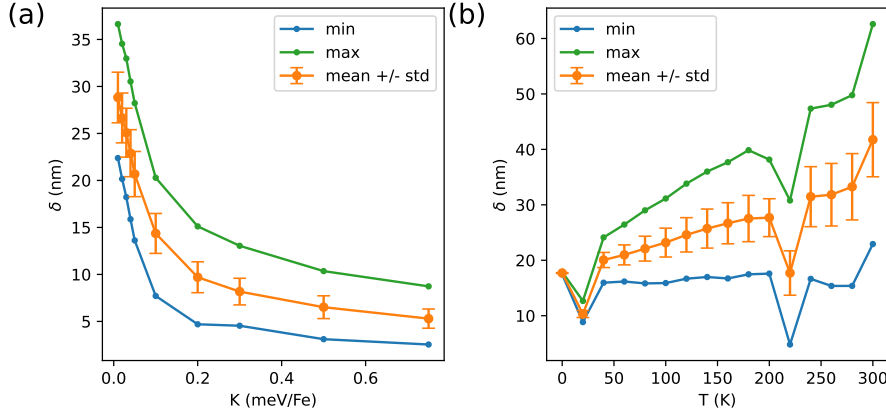 (a)
min
max
mean +/- std
35
30
25
20
15
10
5
δ (nm)
0.0
0.2
0.4
0.6
K (meV/Fe)
(b)
min
max
mean +/- std
60
50
40
30
20
10
δ (nm)
0
50
100
150
200
250
300
T (K)